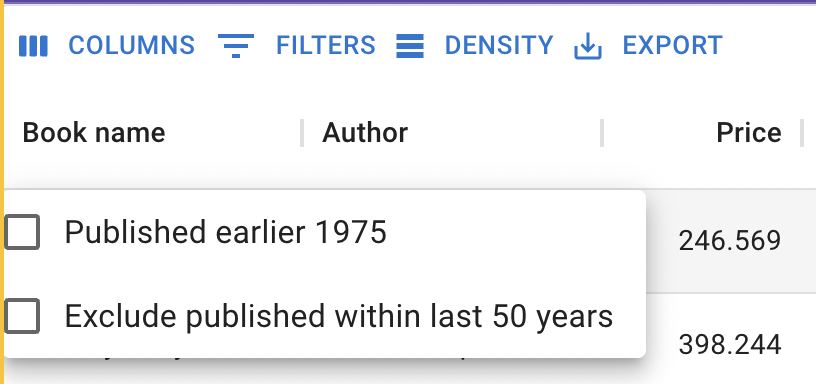 COLUMNS FILTERS DENSITY EXPORT
Book name Author Price
Published earlier 1975 246.569
Exclude published within last 50 years
398.244